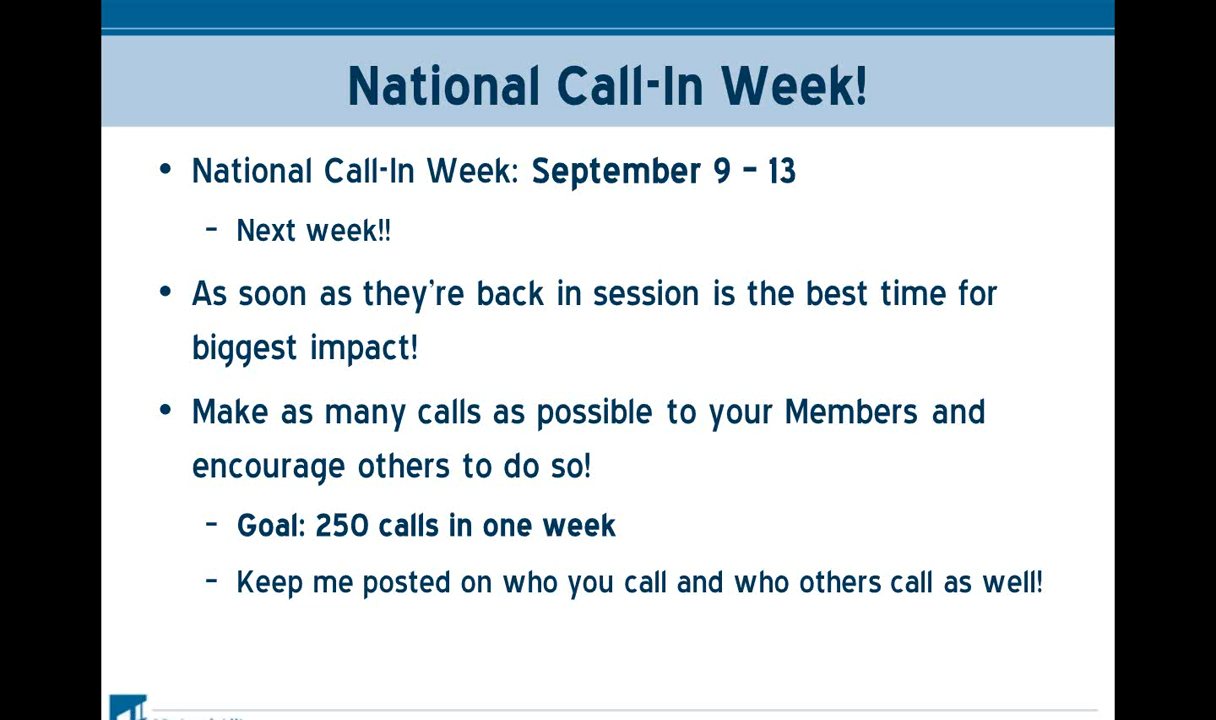 National Call-In Week!
• National Call-In Week: September 9 – 13
– Next week!!
• As soon as they're back in session is the best time for
biggest impact!
• Make as many calls as possible to your Members and
encourage others to do so!
– Goal: 250 calls in one week
– Keep me posted on who you call and who others call as well!